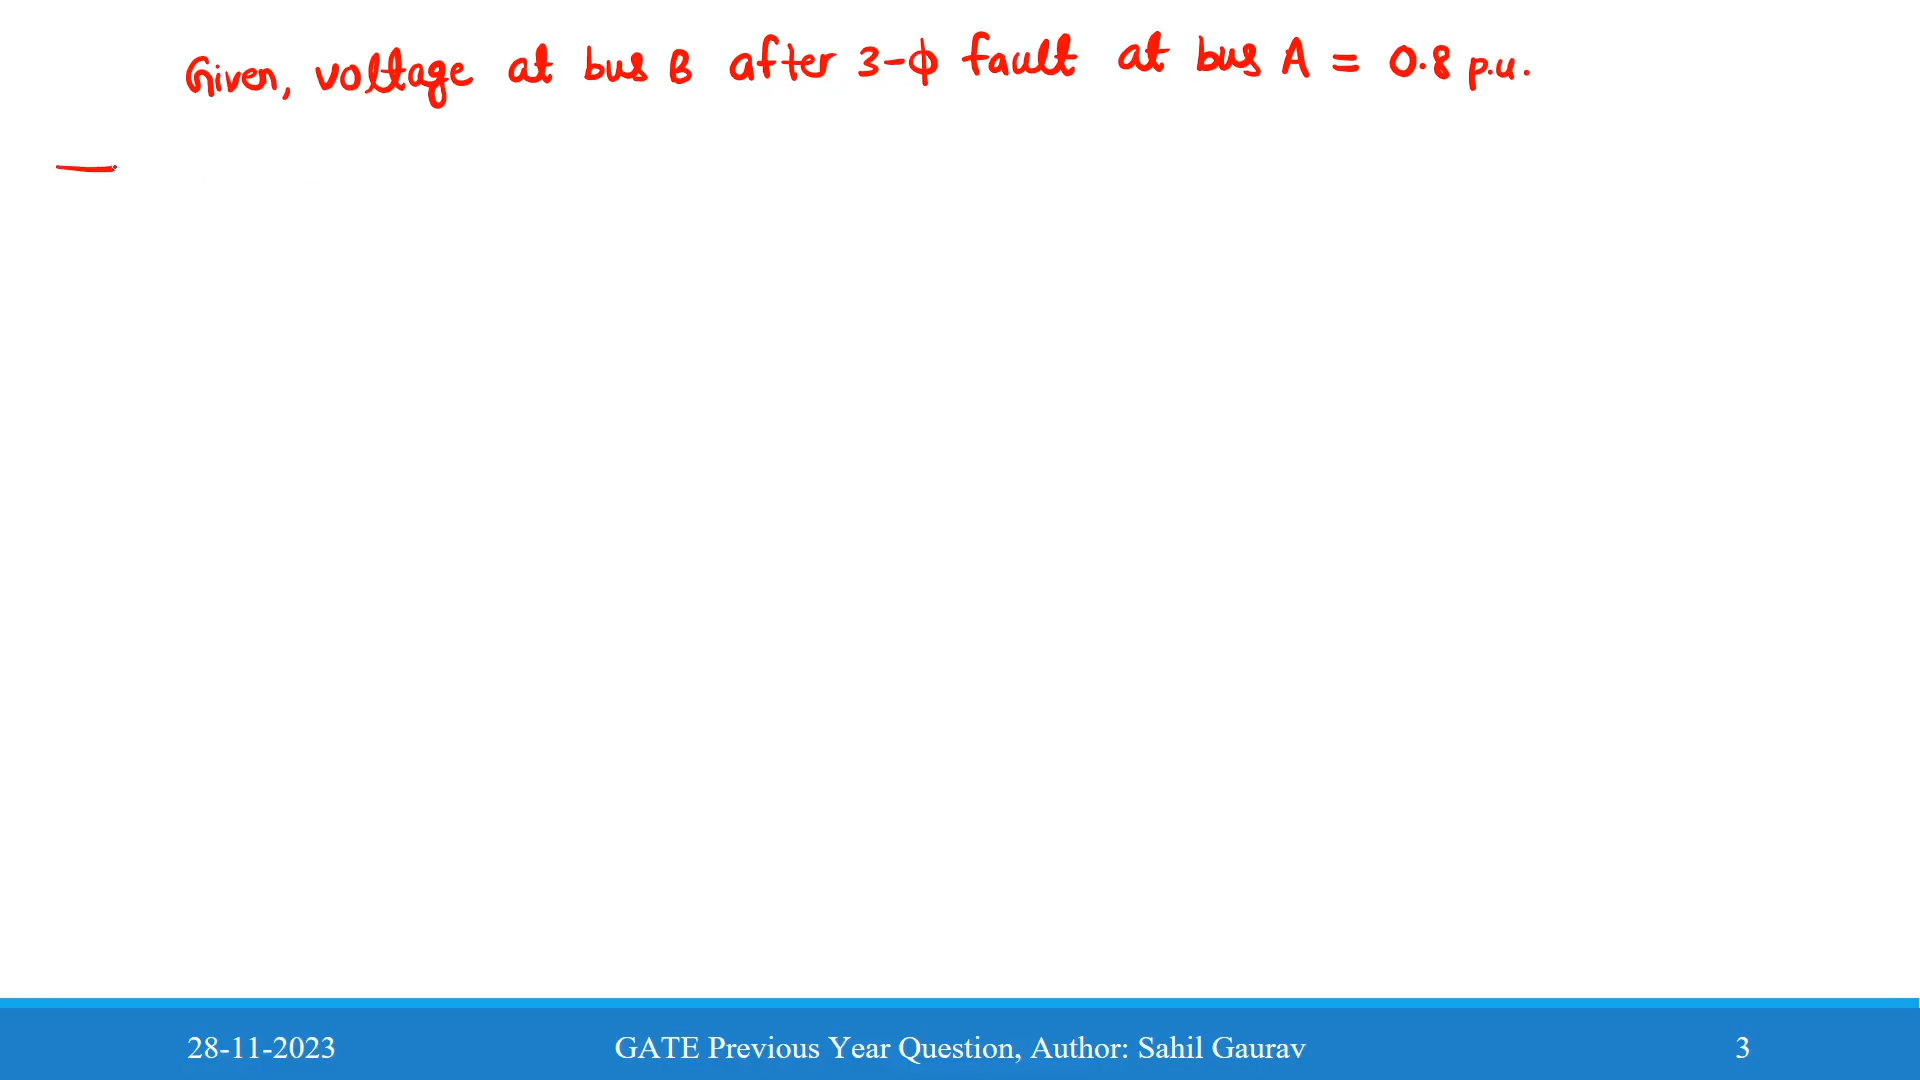 Given, voltage at bus B after 3-ϕ fault at bus A = 0.8 p.u.
28-11-2023 GATE Previous Year Question, Author: Sahil Gaurav 3